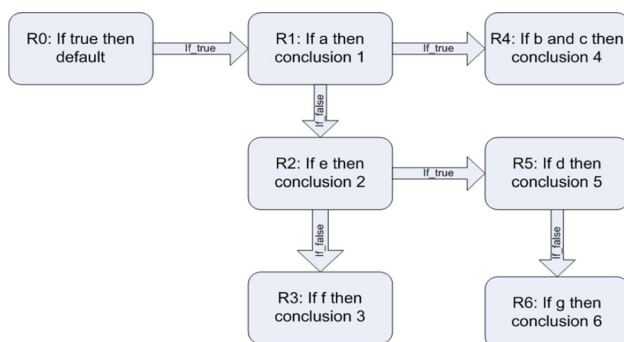 R0: If true then
default
If_true
R1: If a then
conclusion 1
If_true
R4: If b and c then
conclusion 4
If_false
R2: If e then
conclusion 2
If_true
R5: If d then
conclusion 5
If_false
If_false
R3: If f then
conclusion 3
R6: If g then
conclusion 6